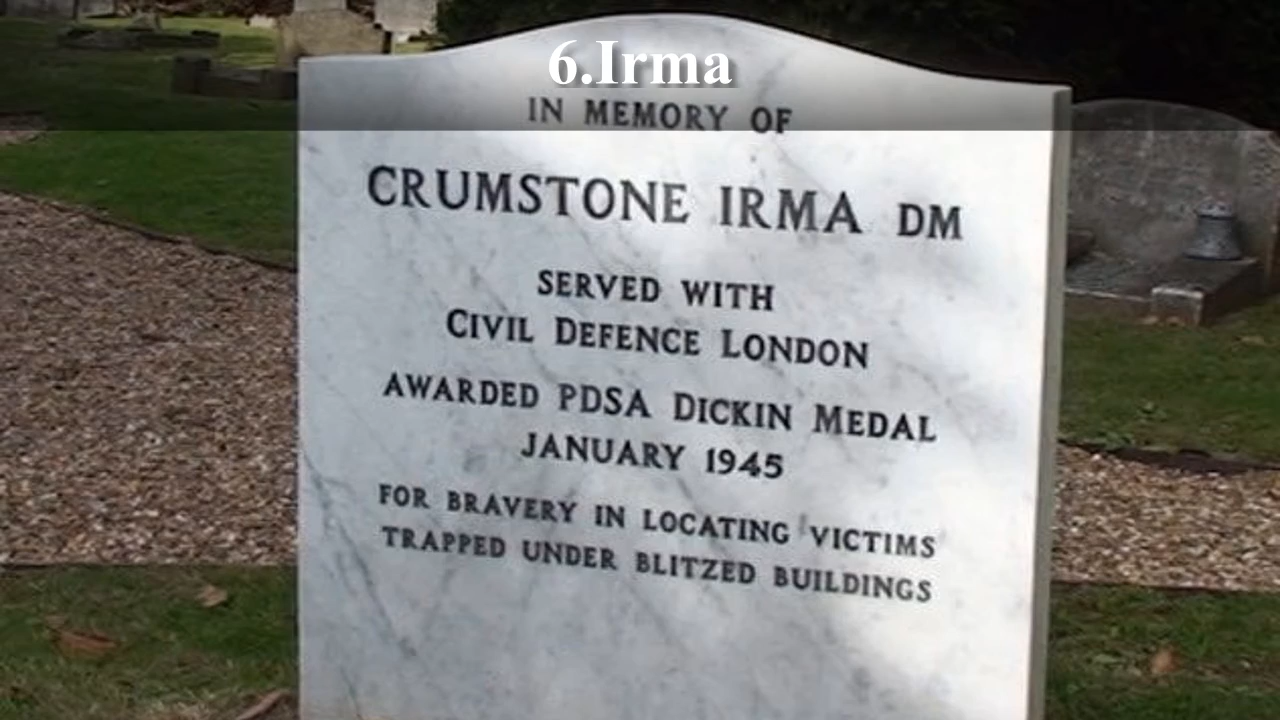 6.Irma
IN MEMORY OF
CRUMSTONE IRMA DM
SERVED WITH
CIVIL DEFENCE LONDON
AWARDED PDSA DICKIN MEDAL
JANUARY 1945
FOR BRAVERY IN LOCATING VICTIMS
TRAPPED UNDER BLITZED BUILDINGS